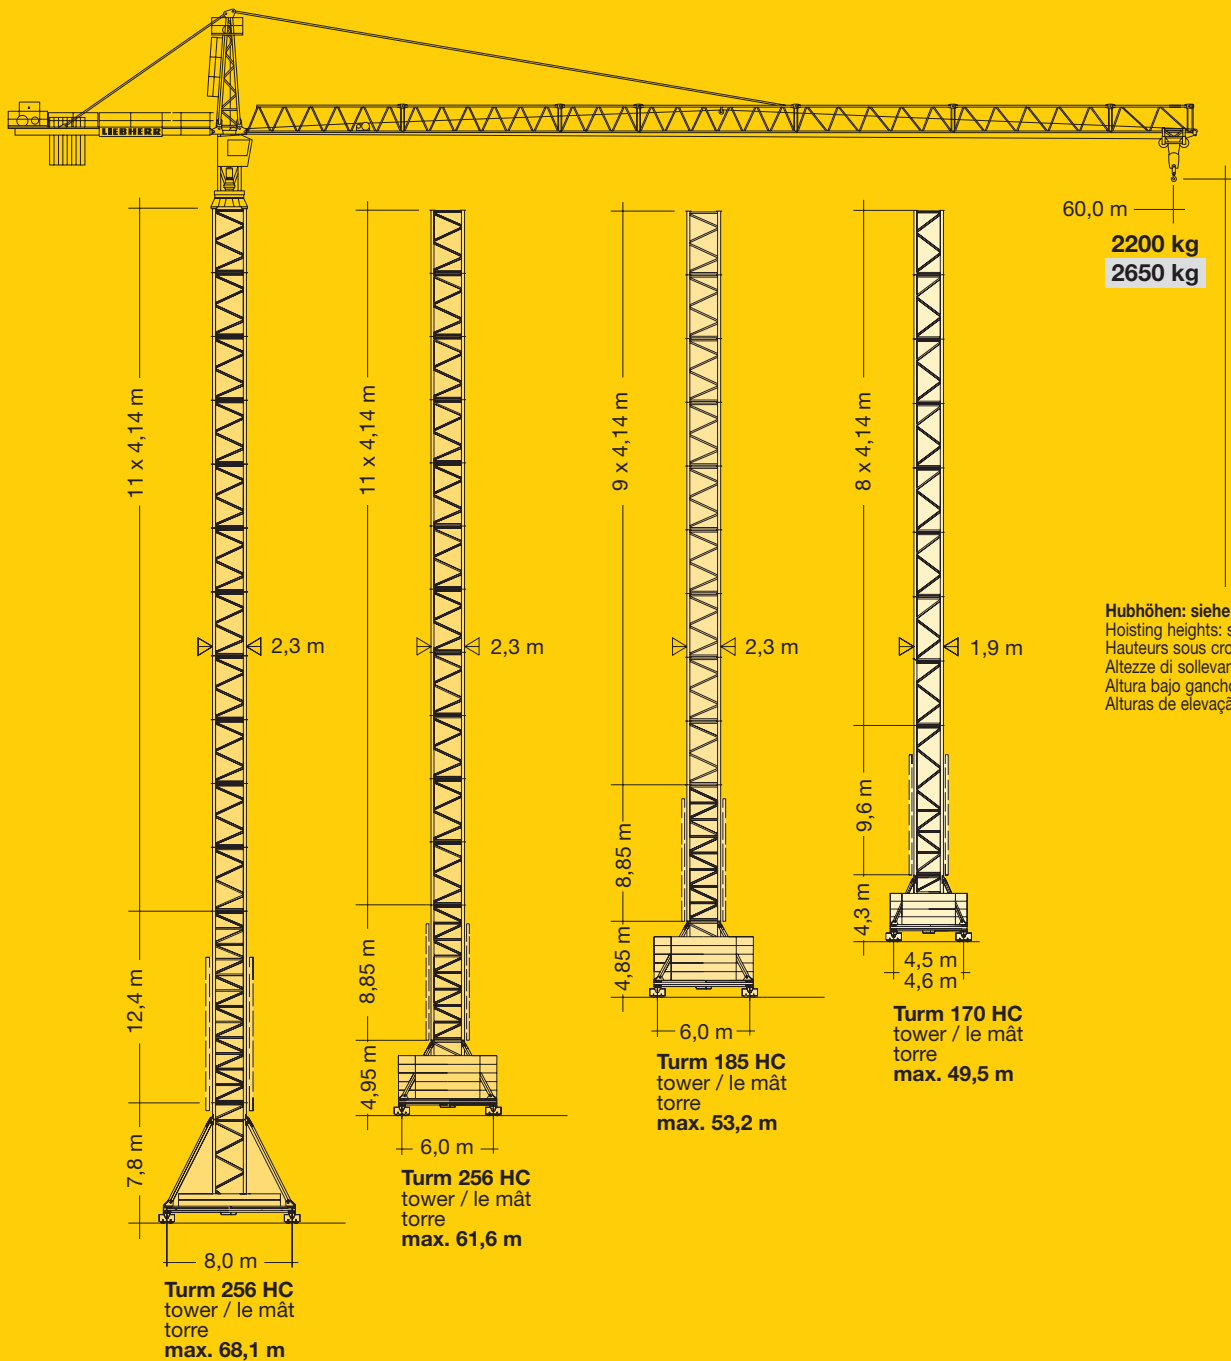 LIEBHERR
60,0 m
2200 kg
2650 kg
11 x 4,14 m
2,3 m
12,4 m
7,8 m
8,0 m
Turm 256 HC
tower / le mât
torre
max. 68,1 m
11 x 4,14 m
2,3 m
8,85 m
4,95 m
6,0 m
Turm 256 HC
tower / le mât
torre
max. 61,6 m
9 x 4,14 m
2,3 m
8,85 m
4,85 m
6,0 m
Turm 185 HC
tower / le mât
torre
max. 53,2 m
8 x 4,14 m
1,9 m
9,6 m
4,3 m
4,5 m
4,6 m
Turm 170 HC
tower / le mât
torre
max. 49,5 m
Hubhöhen: siehe
Hoisting heights:
Hauteurs sous
Altezze di
Altura bajo
Alturas de